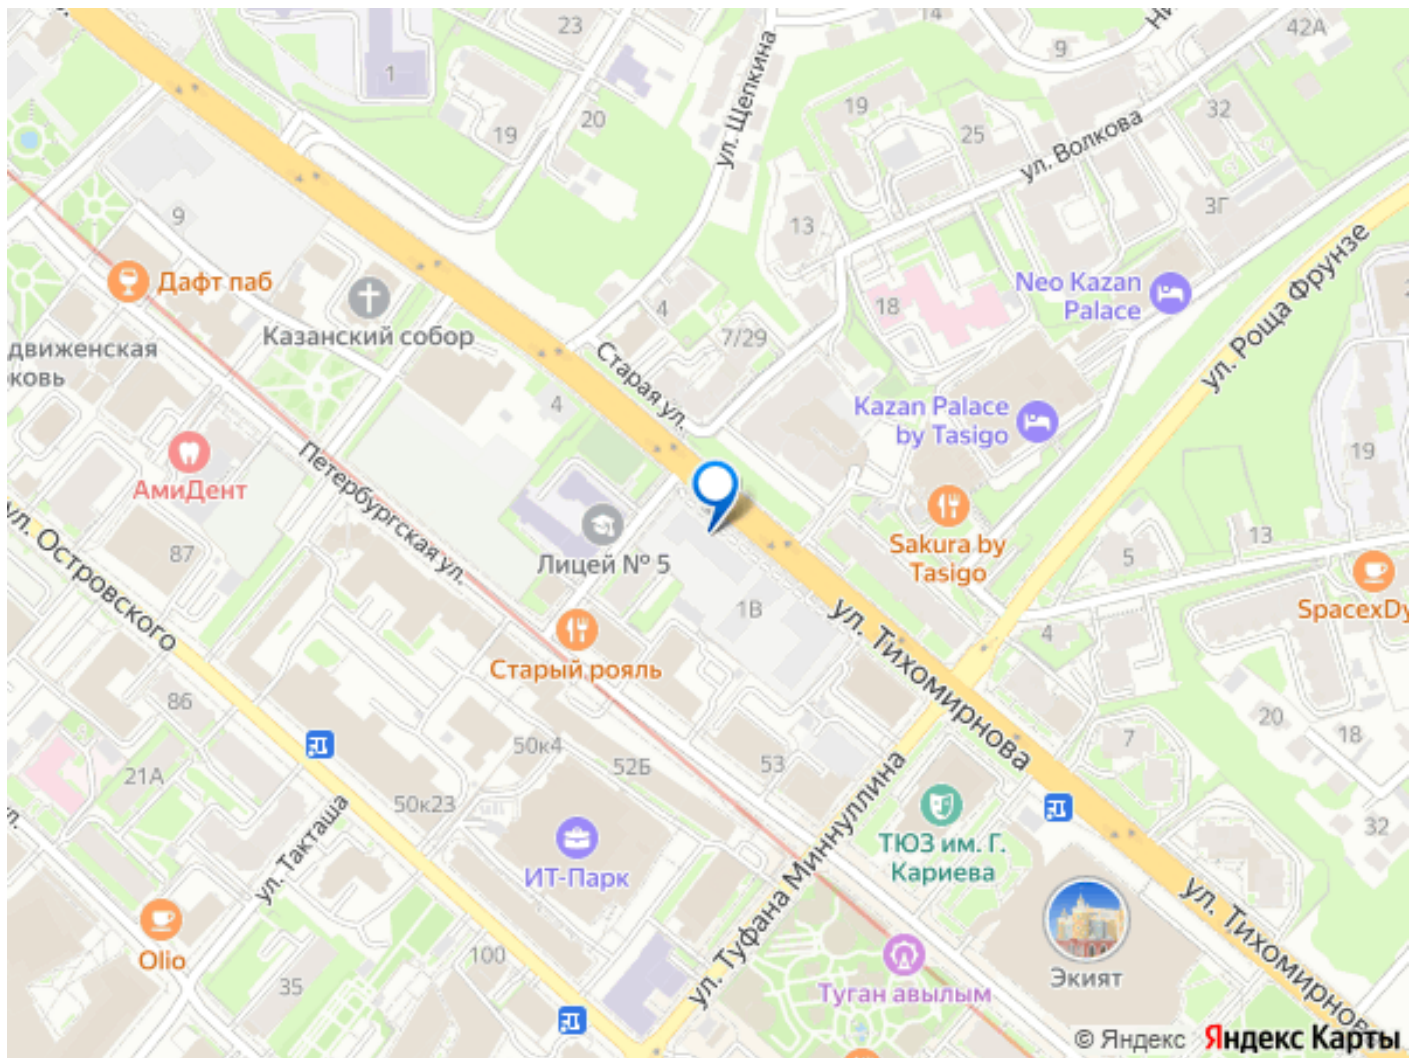 23
14
42А
1
19
20
ул. Щепкина
19
25
9
32
ул. Волкова
9
13
3Г
Дафт паб
Казанский собор
4
7/29
18
Neo Kazan
Palace
ул. Роща Фрунзе
движенская
Старая ул.
4
Kazan Palace
by Tasigo
19
АмиДент
Петербургская ул.
87
Лицей № 5
Sakura by
Tasigo
5
13
ул. Островского
1В
ул. Тихомирнова
4
SpacexDy
Старый рояль
86
21А
50к4
52Б
53
7
20
18
50к23
ул. Такташа
ИТ-Парк
ул. Туфана Миннуллина
ТЮЗ им. Г.
Кариева
32
ул. Тихомирнова
Olio
35
100
Туган авылым
Экият
© Яндекс Яндекс Карты